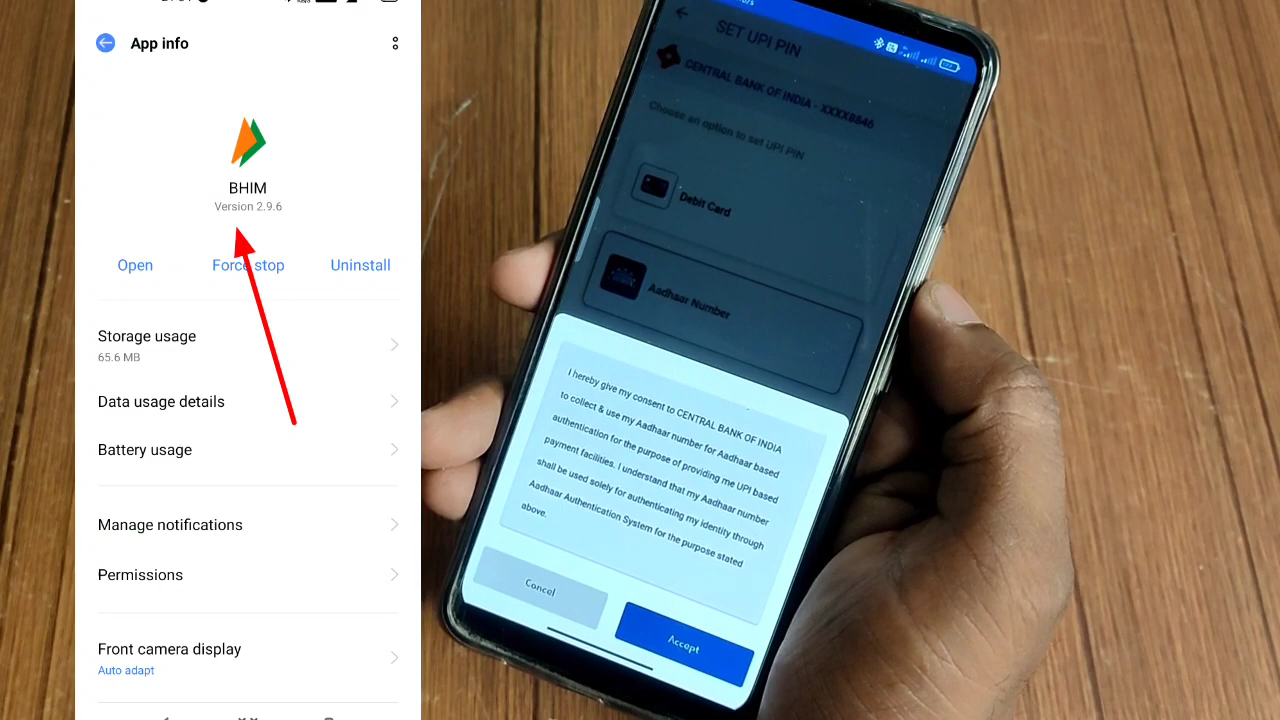 App info
BHIM
Version 2.9.6
Open
Force stop
Uninstall
Storage usage
65.6 MB
Data usage details
Battery usage
Manage notifications
Permissions
Front camera display
Auto adapt
SET UPI PIN
CENTRAL BANK OF INDIA - XXXX8846
Choose an option to set UPI PIN
Debit Card
Aadhaar Number
I hereby give my consent to CENTRAL BANK OF INDIA
to collect & use my Aadhaar number for Aadhaar based
authentication for the purpose of providing me UPI based
payment facilities. I understand that my Aadhaar number
shall be used solely for authenticating my identity through
Aadhaar Authentication System for the purpose stated
above.
Cancel
Accept